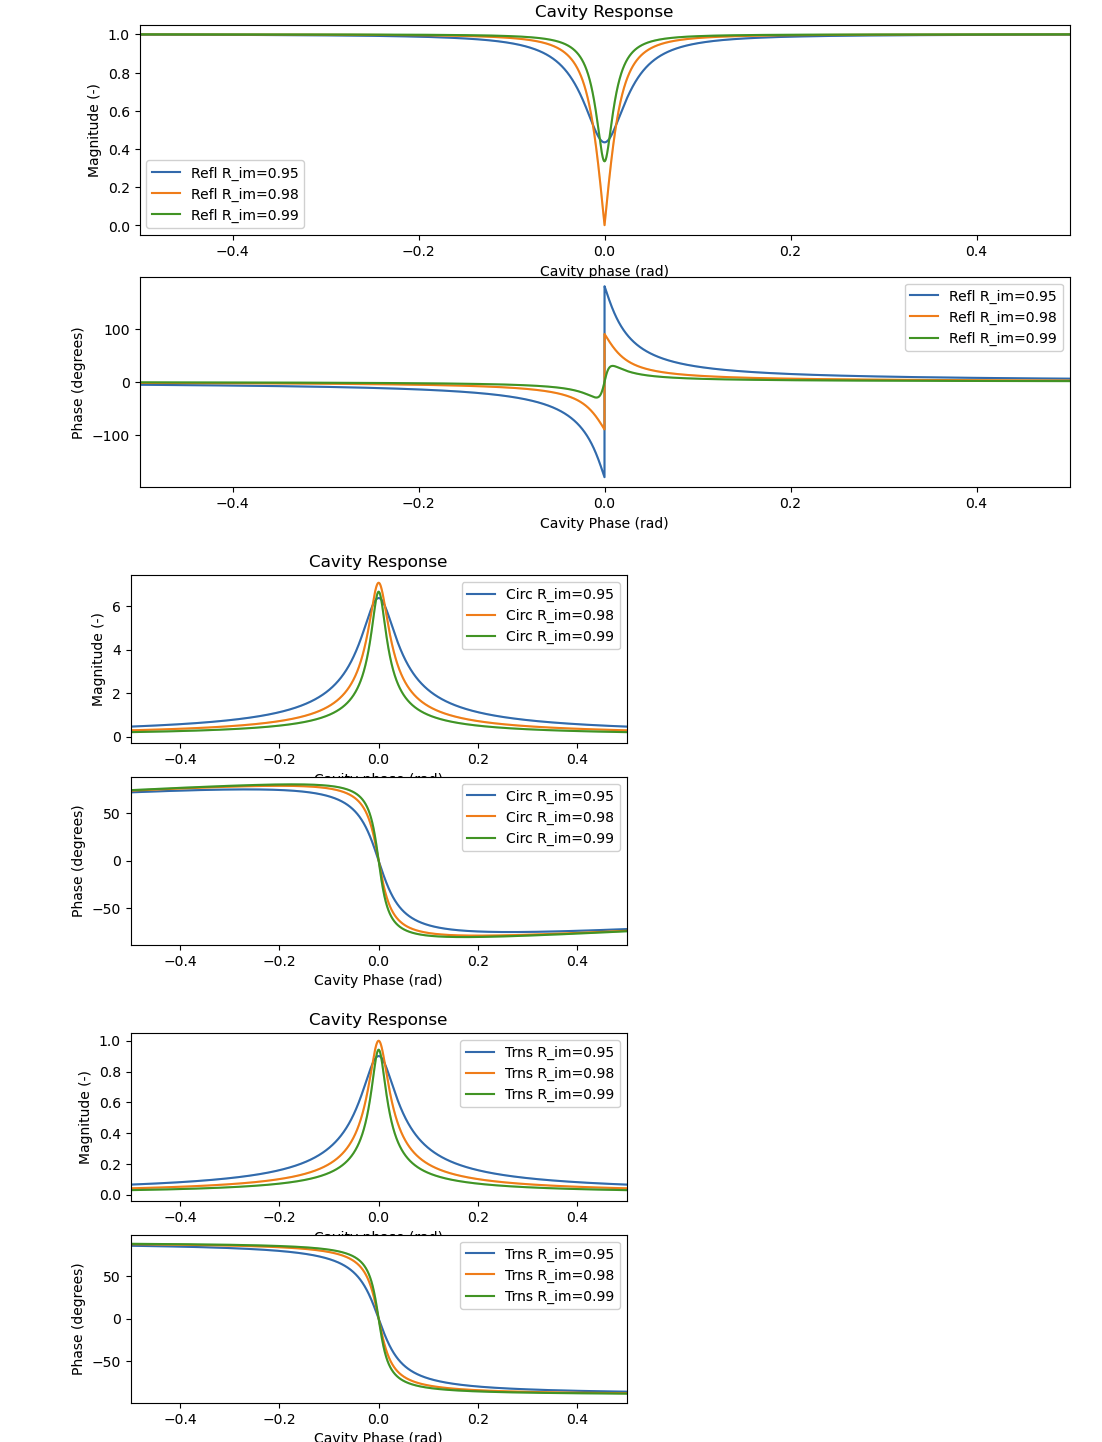 Cavity Response
Magnitude (-)
1.0
0.8
0.6
0.4
0.2
0.0
Refl R_im=0.95
Refl R_im=0.98
Refl R_im=0.99
−0.4 −0.2 0.0 0.2 0.4
Cavity phase (rad)
Phase (degrees)
100
0
−100
Refl R_im=0.95
Refl R_im=0.98
Refl R_im=0.99
−0.4 −0.2 0.0 0.2 0.4
Cavity Phase (rad)
Cavity Response
Magnitude (-)
6
4
2
0
Circ R_im=0.95
Circ R_im=0.98
Circ R_im=0.99
−0.4 −0.2 0.0 0.2 0.4
Cavity phase (rad)
Phase (degrees)
50
0
−50
Circ R_im=0.95
Circ R_im=0.98
Circ R_im=0.99
−0.4 −0.2 0.0 0.2 0.4
Cavity Phase (rad)
Cavity Response
Magnitude (-)
1.0
0.8
0.6
0.4
0.2
0.0
Trns R_im=0.95
Trns R_im=0.98
Trns R_im=0.99
−0.4 −0.2 0.0 0.2 0.4
Cavity phase (rad)
Phase (degrees)
50
0
−50
Trns R_im=0.95
Trns R_im=0.98
Trns R_im=0.99
−0.4 −0.2 0.0 0.2 0.4
Cavity Phase (rad)